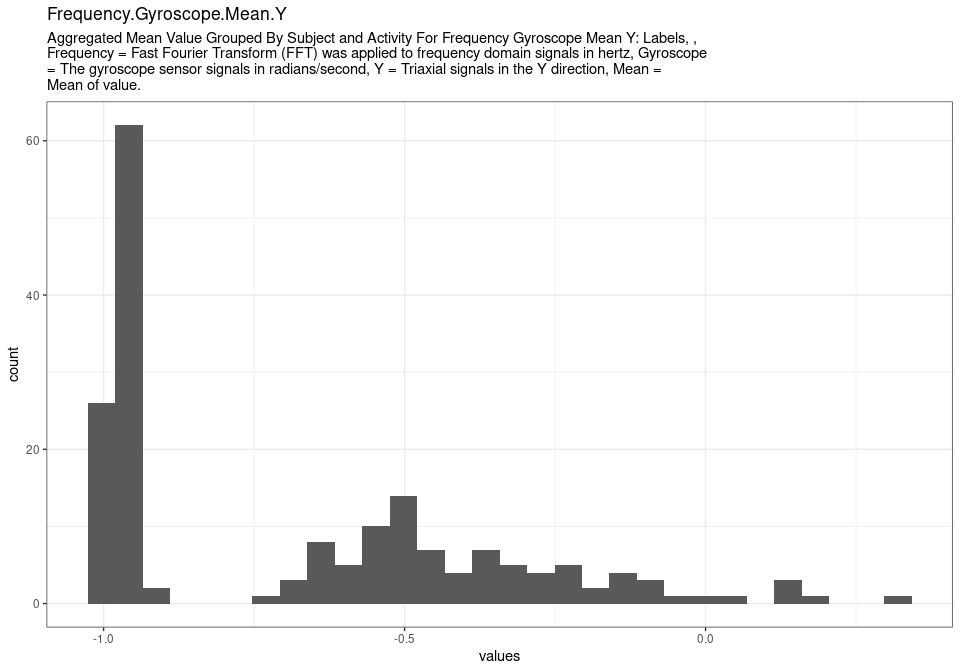 Frequency.Gyroscope.Mean.Y
Aggregated Mean Value Grouped By Subject and Activity For Frequency Gyroscope Mean Y: Labels, ,
Frequency = Fast Fourier Transform (FFT) was applied to frequency domain signals in hertz, Gyroscope
= The gyroscope sensor signals in radians/second, Y = Triaxial signals in the Y direction, Mean =
Mean of value.
60
40
20
0
count
-1.0 -0.5 0.0
values